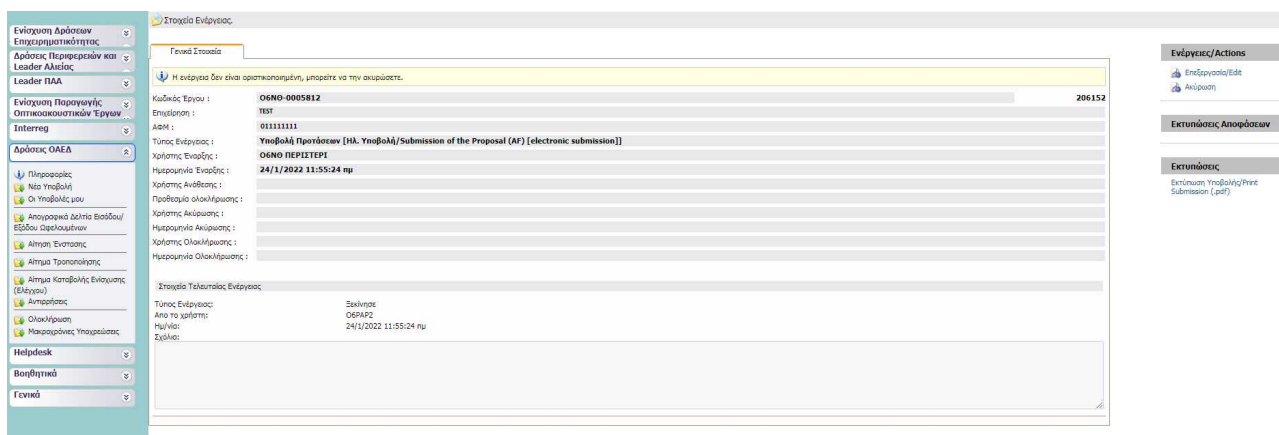 Ενίσχυση Δράσεων
Επιχειρηματικότητας
Δράσεις Περιφερειών και
Leader Αλιείας
Leader ΠΑΑ
Ενίσχυση Παραγωγής
Οπτικοακουστικών Έργων
Interreg
Δράσεις ΟΑΕΔ
Πληροφορίες
Νέα Υποβολή
Οι Υποβολές μου
Απογραφικά Δελτία Εισόδου/
Εξόδου Ωφελουμένων
Αίτηση Ένστασης
Αίτημα Τροποποίησης
Αίτημα Καταβολής Ενίσχυσης
(Ελέγχου)
Αντιρρήσεις
Ολοκλήρωση
Μακροχρόνιες Υποχρεώσεις
Helpdesk
Βοηθητικά
Γενικά
Στοιχεία Ενέργειας.
Γενικά Στοιχεία
Η ενέργεια δεν είναι οριστικοποιημένη, μπορείτε να την ακυρώσετε.
Κωδικός Έργου : Ο6ΝΘ-0005812 206152
Επιχείρηση : TEST
ΑΦΜ : 011111111
Τύπος Ενέργειας : Υποβολή Προτάσεων [Ηλ. Υποβολή/Submission of the Proposal (AF) [electronic submission]]
Χρήστης Έναρξης : Ο6ΝΘ ΠΕΡΙΣΤΕΡΙ
Ημερομηνία Έναρξης : 24/1/2022 11:55:24 πμ
Χρήστης Ανάθεσης :
Προθεσμία ολοκλήρωσης :
Χρήστης Ακύρωσης :
Ημερομηνία Ακύρωσης :
Χρήστης Ολοκλήρωσης :
Ημερομηνία Ολοκλήρωσης :
Στοιχεία Τελευταίας Ενέργειας
Τύπος Ενέργειας: Ξεκίνησε
Απο το χρήστη: O6PAP2
Ημ/νία: 24/1/2022 11:55:24 πμ
Σχόλια:
Ενέργειες/Actions
Επεξεργασία/Edit
Ακύρωση
Εκτυπώσεις Αποφάσεων
Εκτυπώσεις
Εκτύπωση Υποβολής/Print
Submission (.pdf)